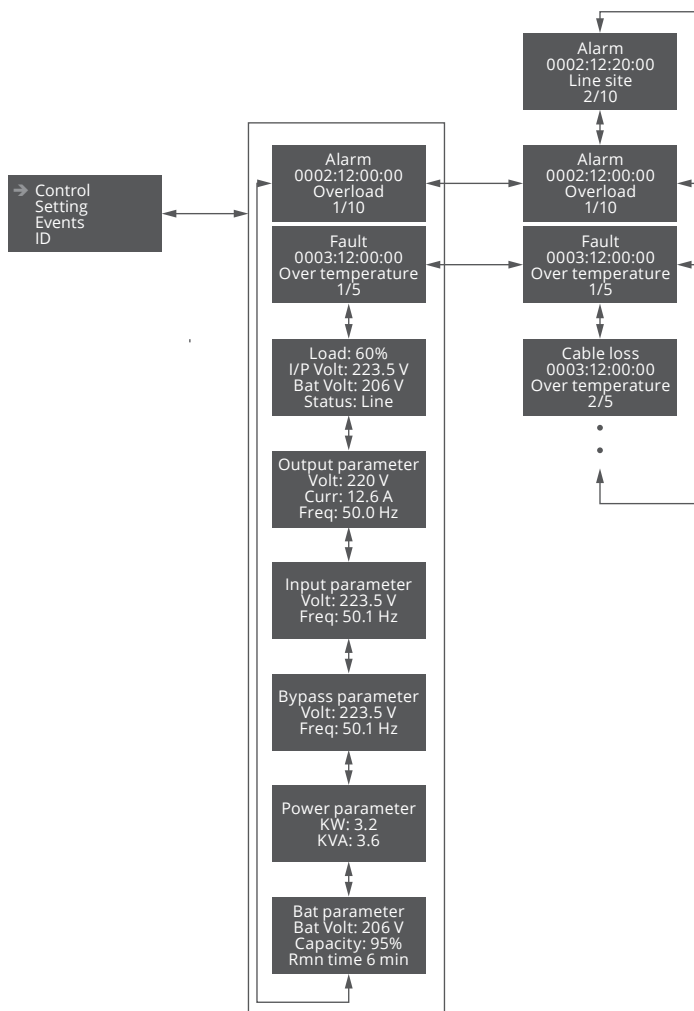 Alarm
0002:12:20:00
Line site
2/10
Control
Setting
Events
ID
Alarm
0002:12:00:00
Overload
1/10
Alarm
0002:12:00:00
Overload
1/10
Fault
0003:12:00:00
Over temperature
1/5
Fault
0003:12:00:00
Over temperature
1/5
Load: 60%
I/P Volt: 223.5 V
Bat Volt: 206 V
Status: Line
Cable loss
0003:12:00:00
Over temperature
2/5
Output parameter
Volt: 220 V
Curr: 12.6 A
Freq: 50.0 Hz
Input parameter
Volt: 223.5 V
Freq: 50.1 Hz
Bypass parameter
Volt: 223.5 V
Freq: 50.1 Hz
Power parameter
KW: 3.2
KVA: 3.6
Bat parameter
Bat Volt: 206 V
Capacity: 95%
Rmn time 6 min